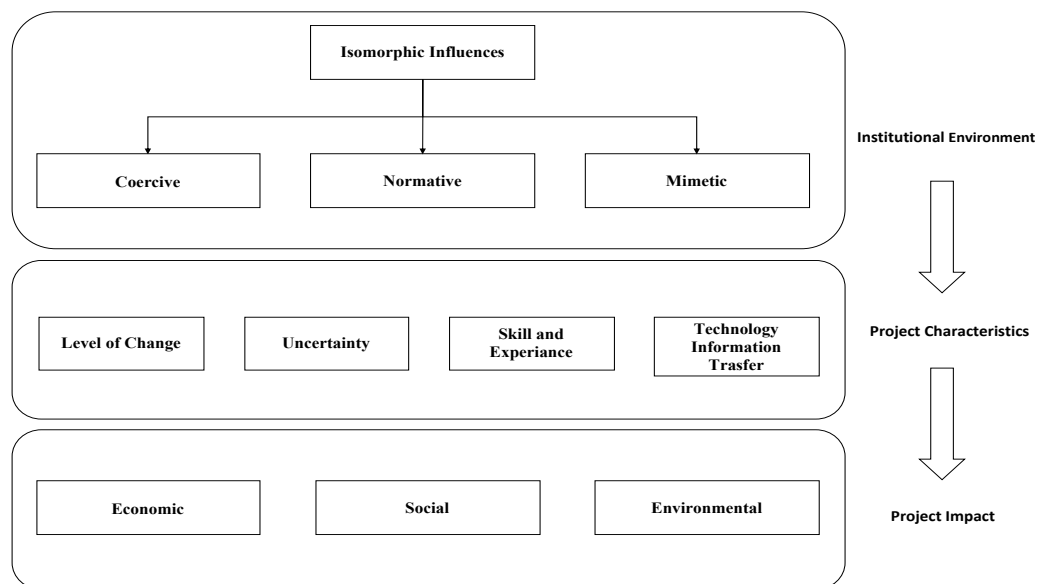 Isomorphic Influences
Institutional Environment
Coercive
Normative
Mimetic
Level of Change
Uncertainty
Skill and
Experiance
Technology
Information
Trasfer
Project Characteristics
Economic
Social
Environmental
Project Impact